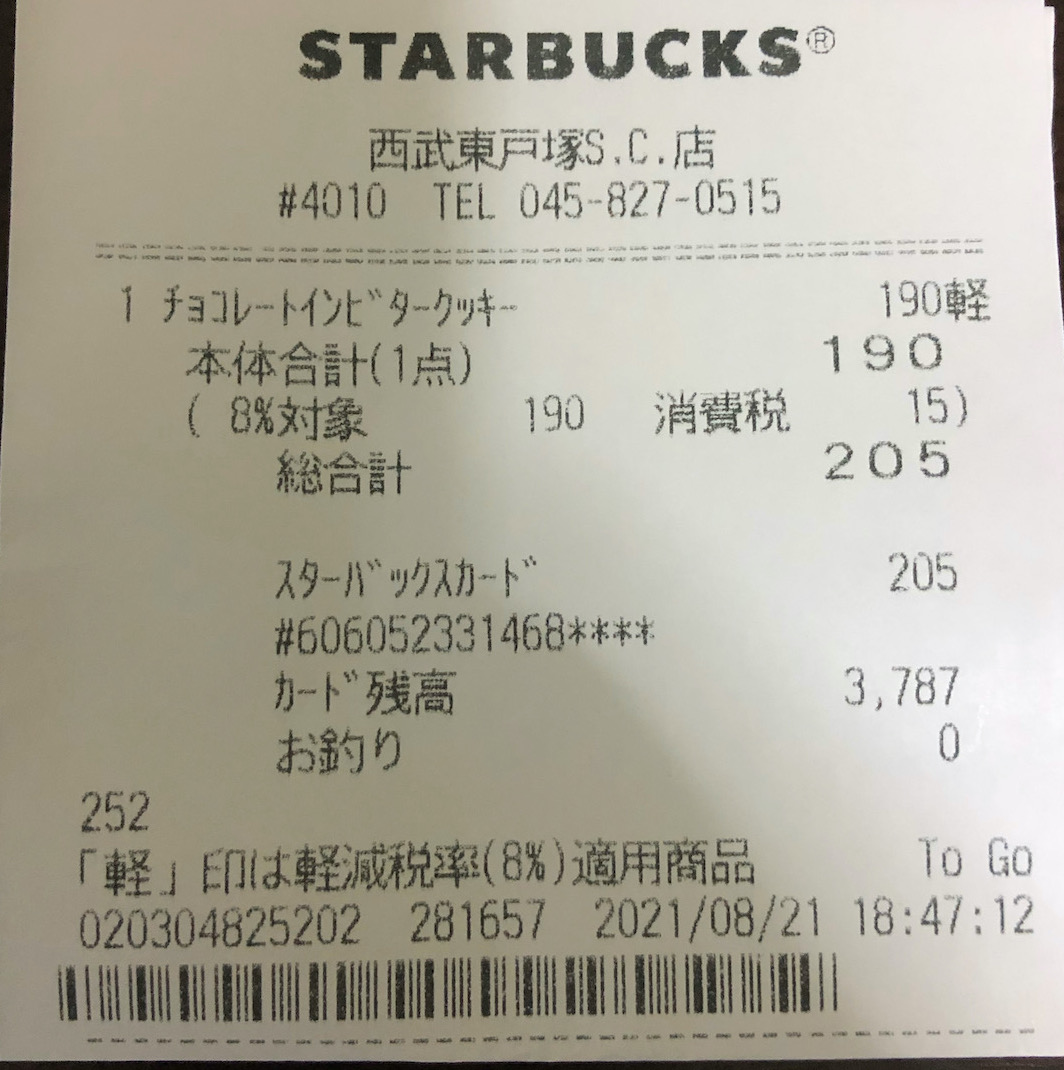 STARBUCKS®
西武東戸塚S.C.店
#4010 TEL 045-827-0515
1 チョコレートインビタークッキー 190軽
本体合計(1点) 190
( 8%対象 190 消費税 15)
総合計 205
スターバックスカード 205
#606052331468****
カード残高 3,787
お釣り 0
252
「軽」印は軽減税率(8%)適用商品 To Go
020304825202 281657 2021/08/21 18:47:12